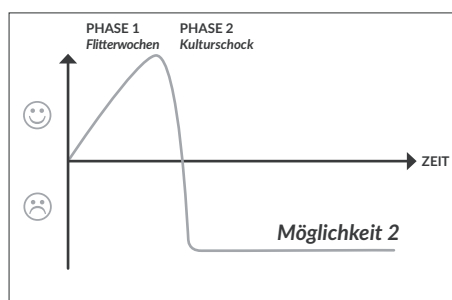 PHASE 1
Flitterwochen
PHASE 2
Kulturschock
ZEIT
Möglichkeit 2